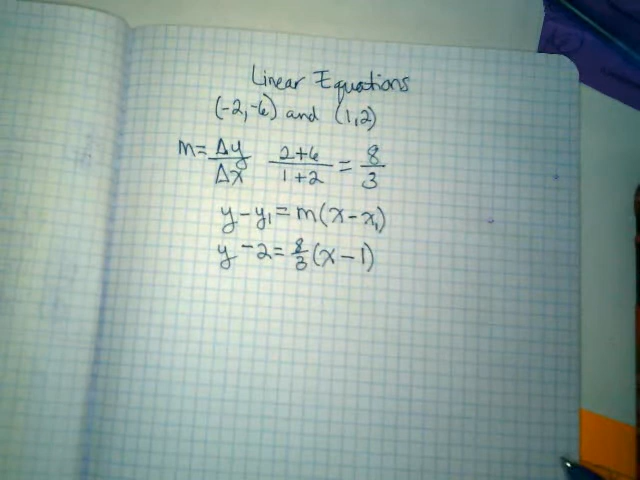 Linear Equations
(-2,-6) and (1,2)
m = Δy/Δx (2+6)/(1+2) = 8/3
y - y₁ = m(x - x₁)
y - 2 = 8/3 (x - 1)